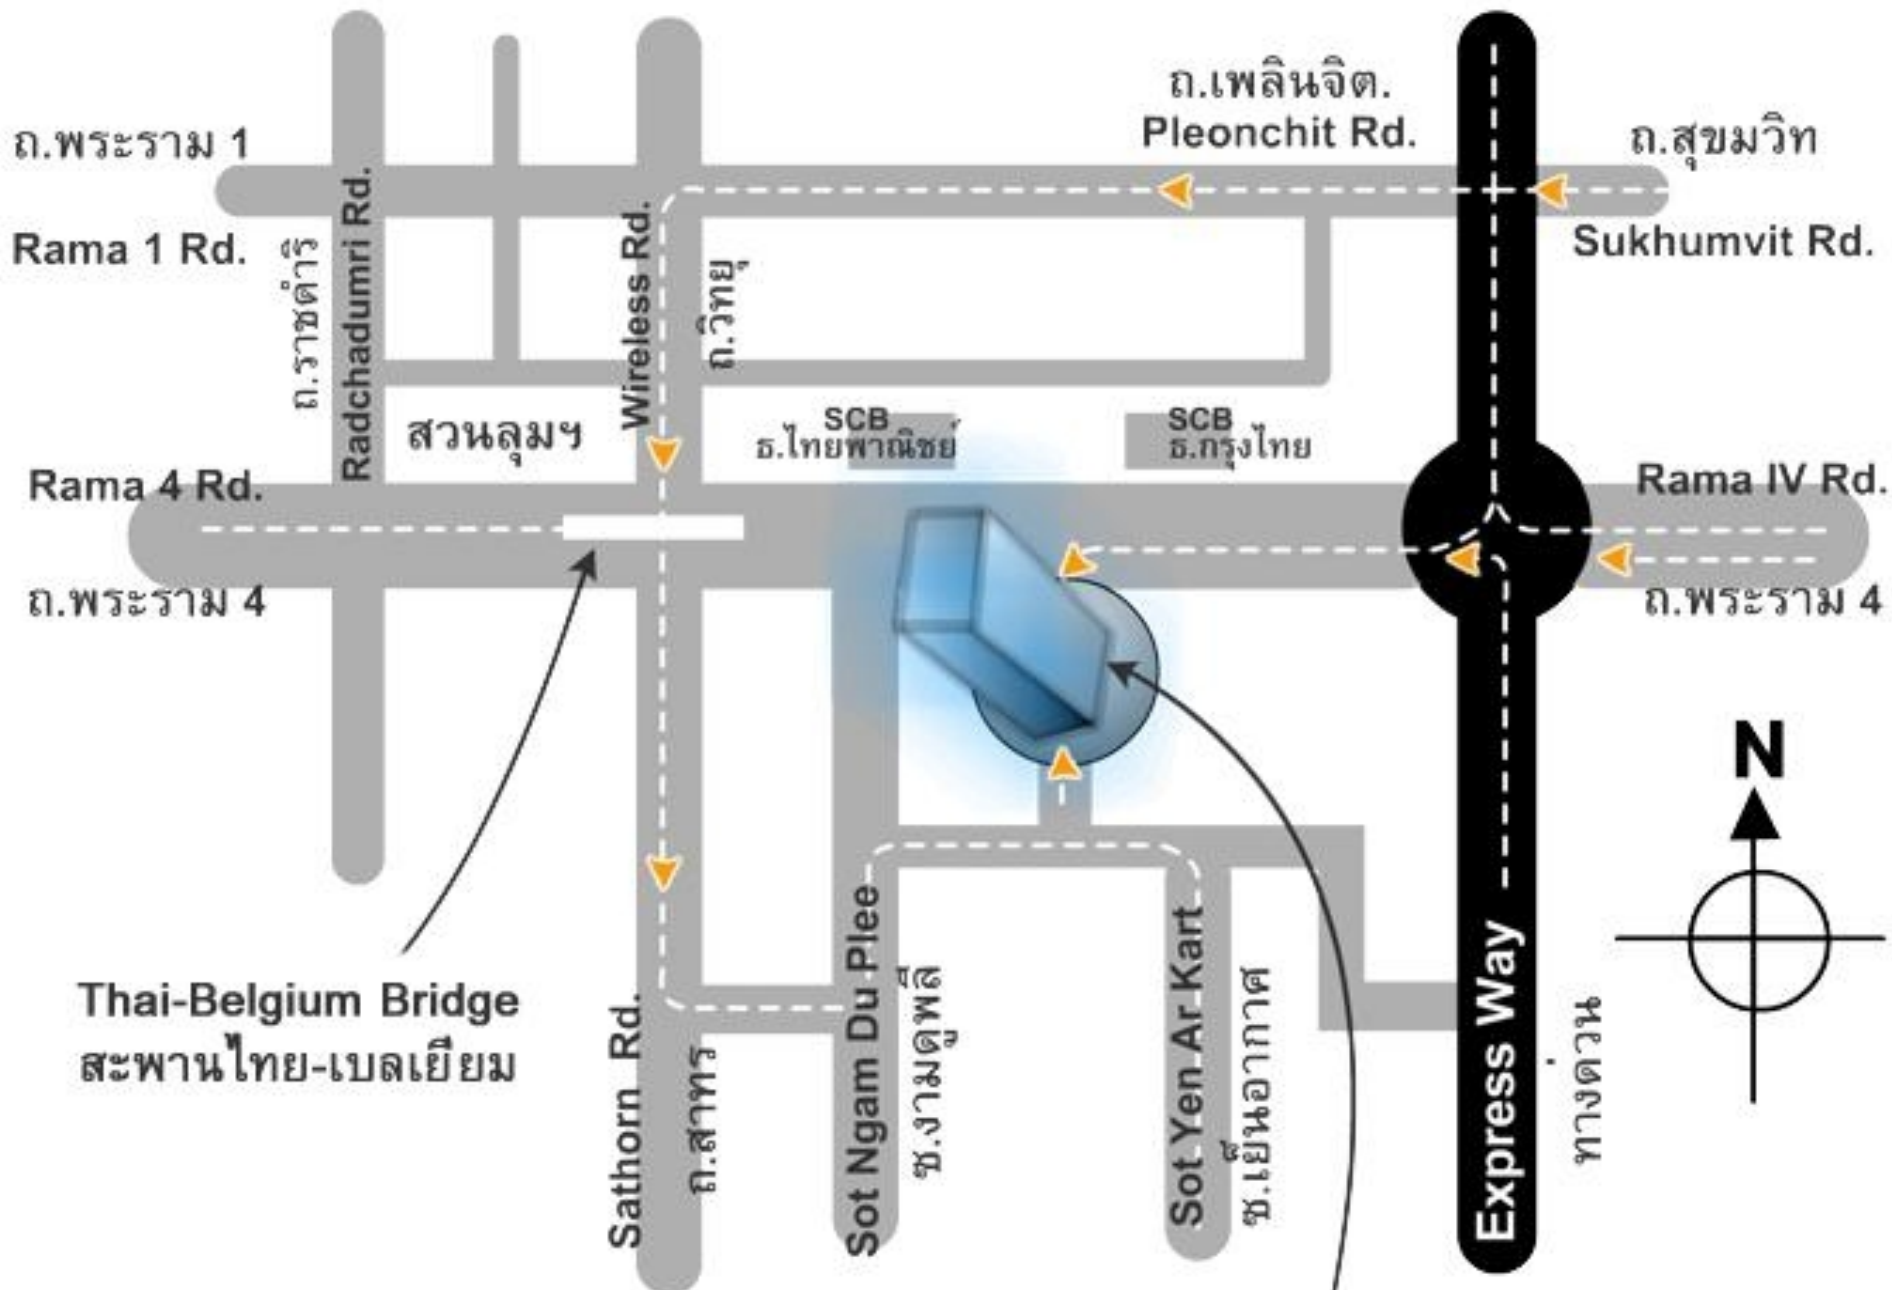 ถ.เพลินจิต.
Pleonchit Rd.
ถ.พระราม 1
ถ.สุขมวิท
Rama 1 Rd.
Sukhumvit Rd.
ถ.ราชดำริ
Radchadumri Rd.
Wireless Rd.
ถ.วิทยุ
สวนลุมฯ
SCB
ธ.ไทยพาณิชย์
SCB
ธ.กรุงไทย
Rama 4 Rd.
Rama IV Rd.
ถ.พระราม 4
ถ.พระราม 4
N
Thai-Belgium Bridge
สะพานไทย-เบลเยี่ยม
Sathorn Rd.
ถ.สาทร
Sot Ngam Du Plee
ซ.งามดูพลี
Sot Yen Ar Kart
ซ.เย็นอากาศ
Express Way
ทางด่วน